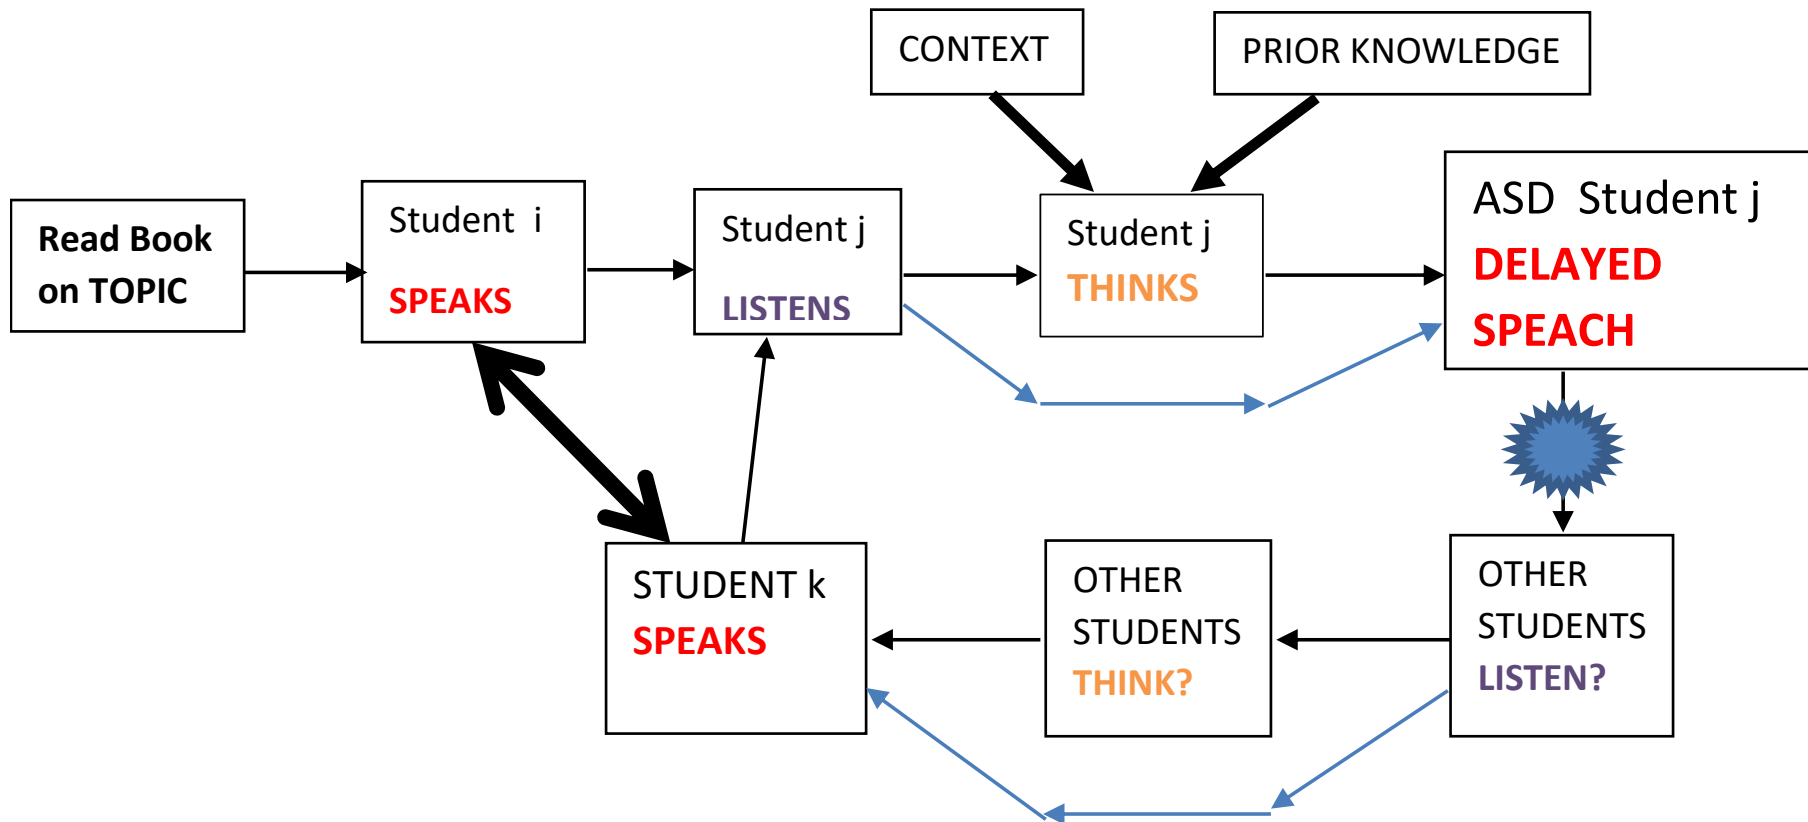 CONTEXT
PRIOR KNOWLEDGE
Read Book
on TOPIC
Student i
SPEAKS
Student j
LISTENS
Student j
THINKS
ASD Student j
DELAYED
SPEACH
STUDENT k
SPEAKS
OTHER
STUDENTS
THINK?
OTHER
STUDENTS
LISTEN?